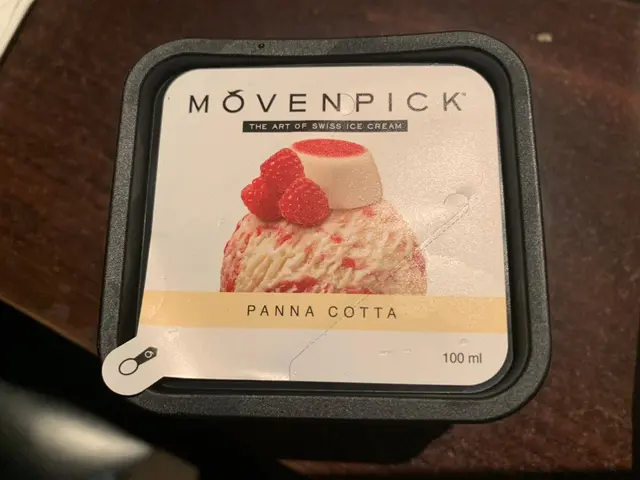 MÖVENPICK®
THE ART OF SWISS ICE CREAM
PANNA COTTA
100 ml